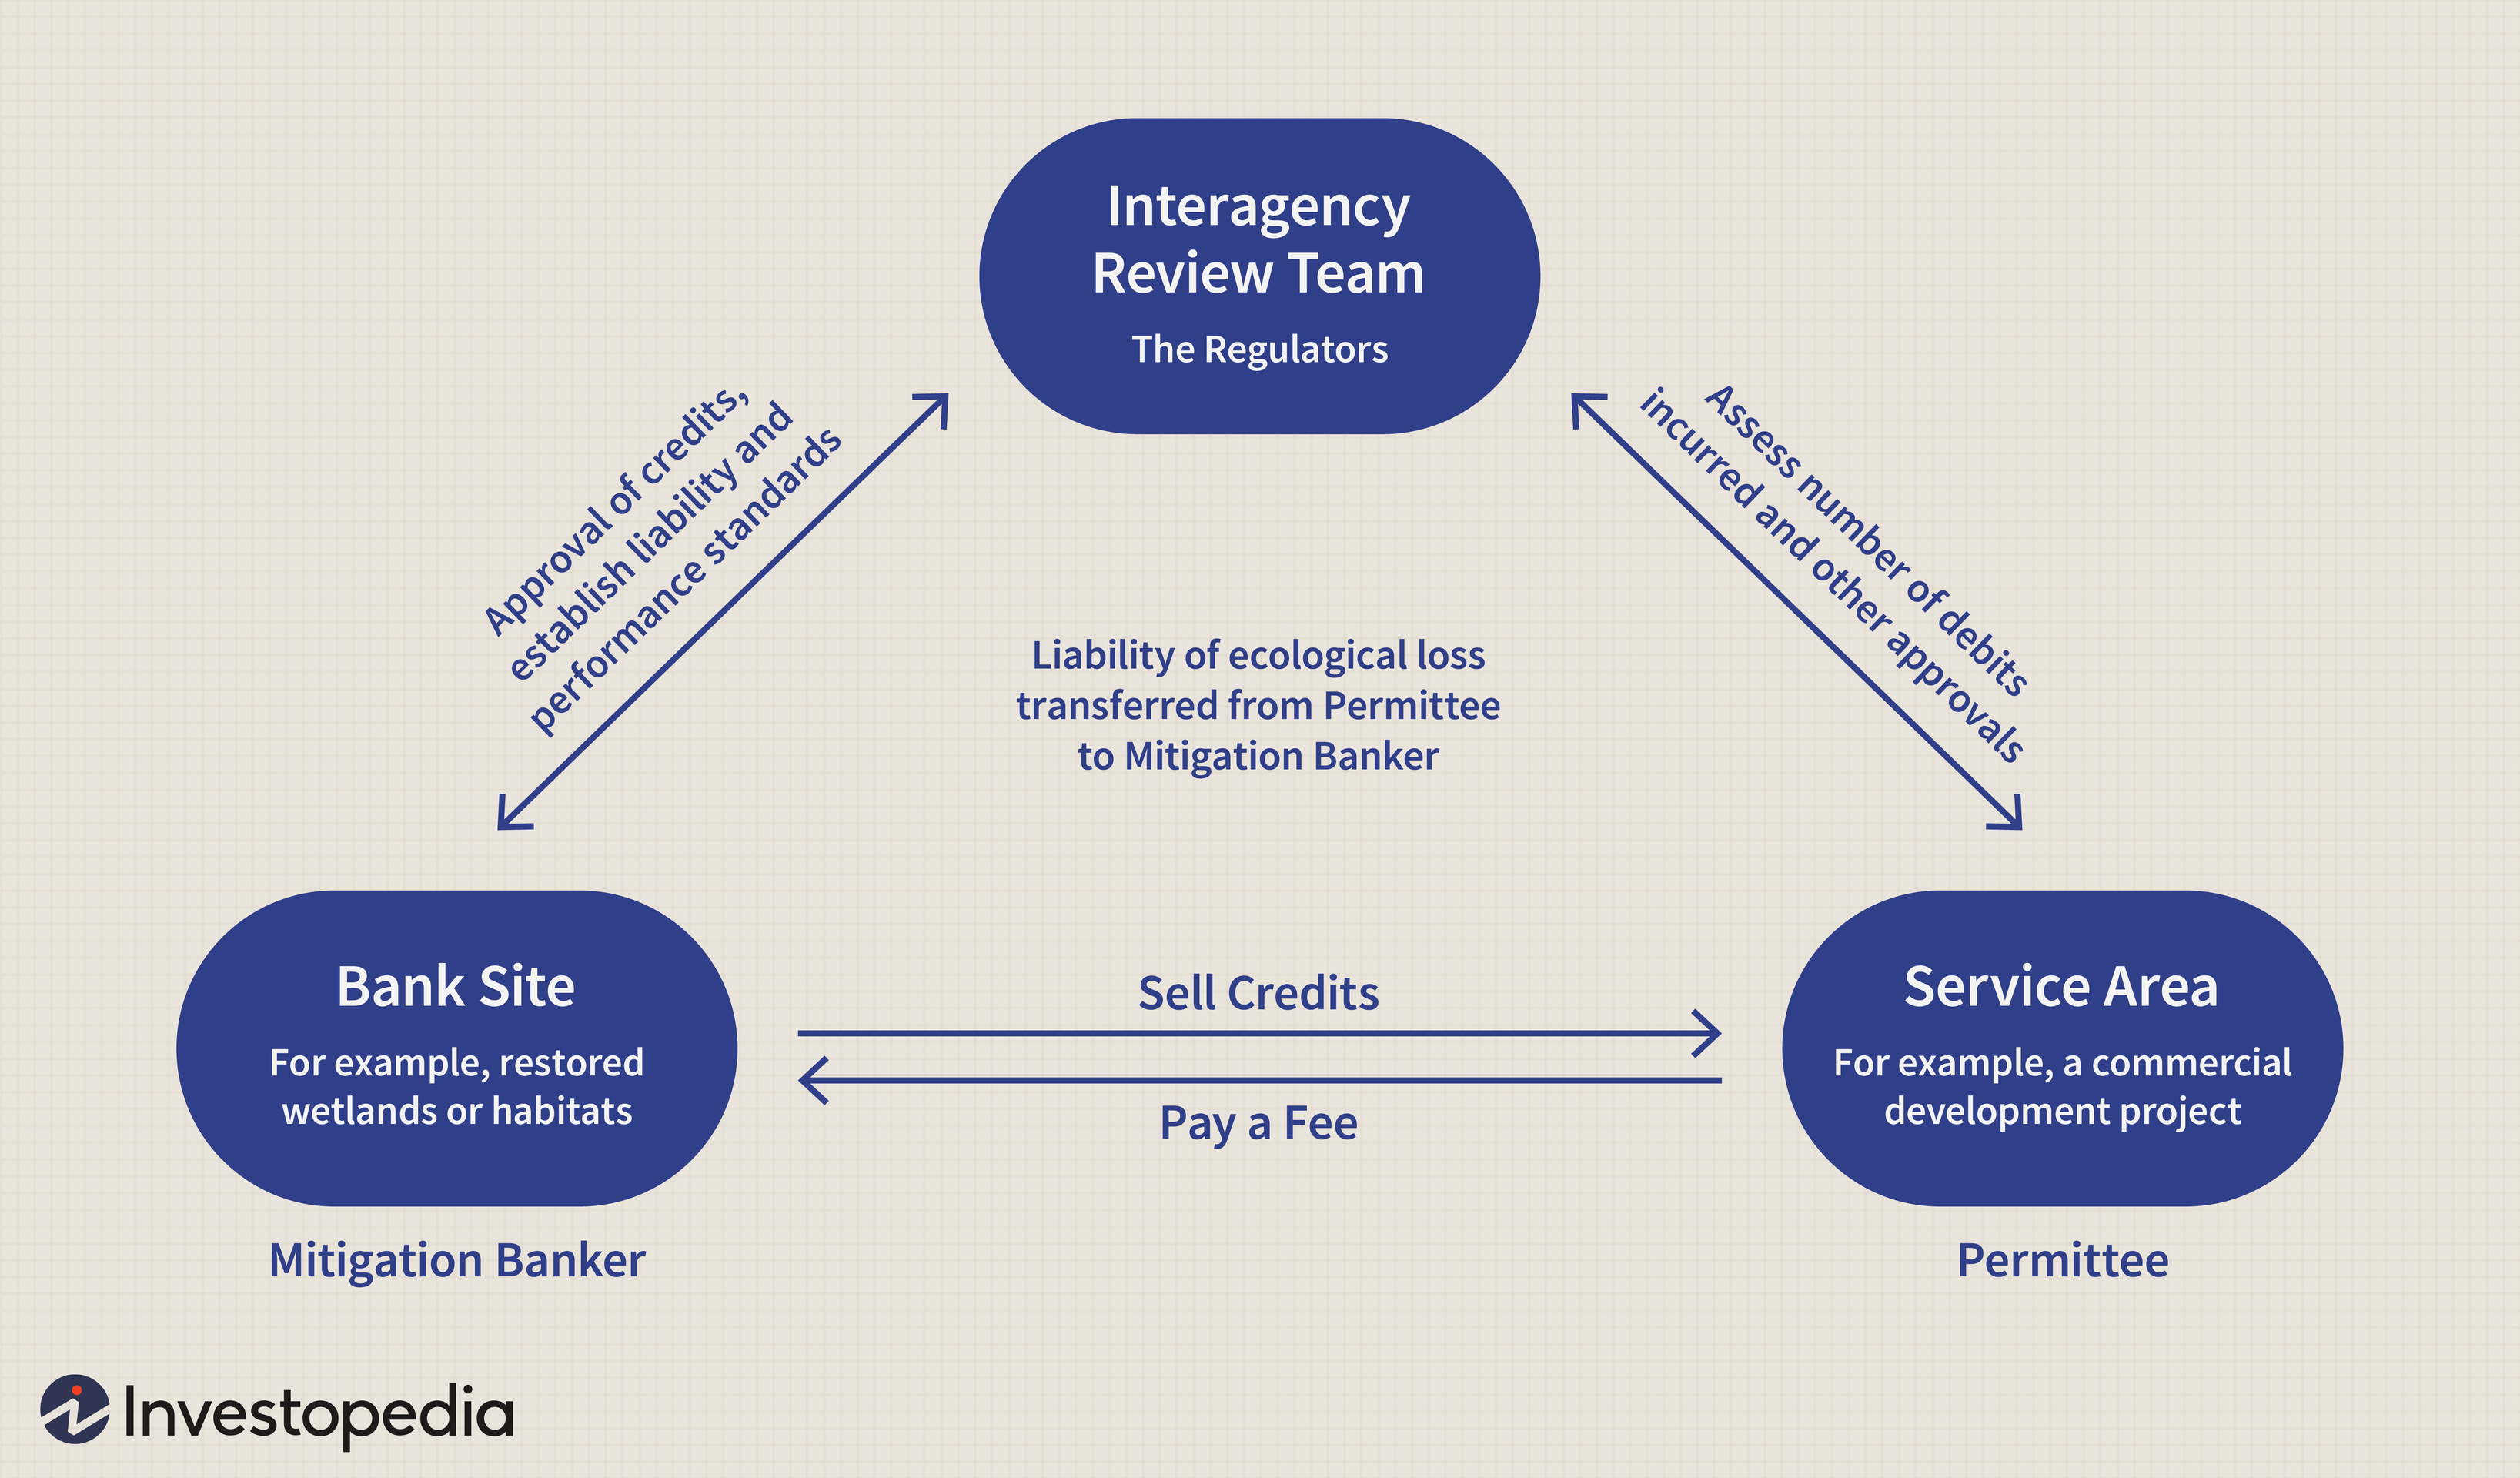 Interagency
Review Team
The Regulators
Approval of credits,
establish liability and
performance standards
Assess number of debits
incurred and other approvals
Liability of ecological loss
transferred from Permittee
to Mitigation Banker
Bank Site
For example, restored
wetlands or habitats
Sell Credits
Pay a Fee
Service Area
For example, a commercial
development project
Mitigation Banker
Permittee
Investopedia